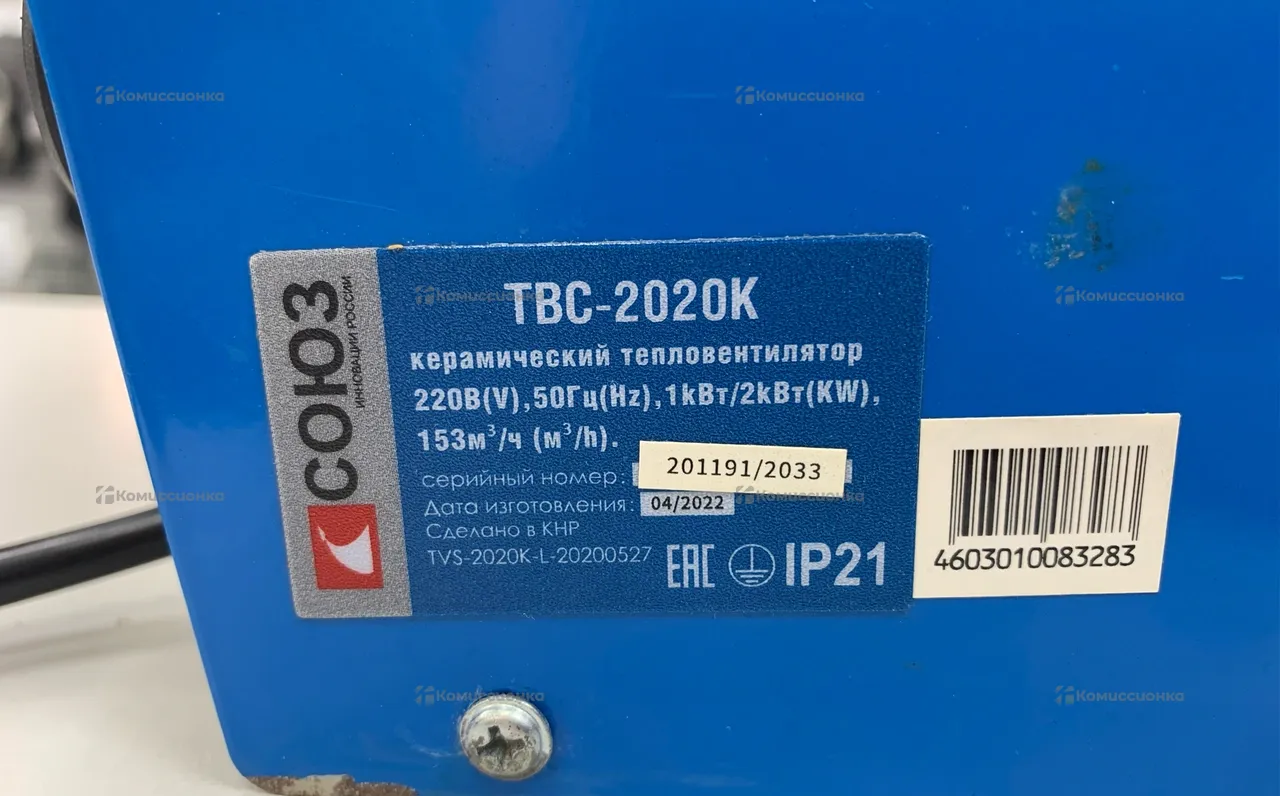 Комиссионка
Комиссионка
СОЮЗ
ИННОВАЦИИ РОССИИ
ТВС-2020К
керамический тепловентилятор
220В(V),50Гц(Hz),1кВт/2кВт(KW),
153м³/ч (м³/h).
серийный номер: 201191/2033
Дата изготовления: 04/2022
Сделано в КНР
TVS-2020K-L-20200527
EAC IP21
4603010083283
Комиссионка
Комиссионка
Комиссионка
Комиссионка
Комиссионка
Комиссионка